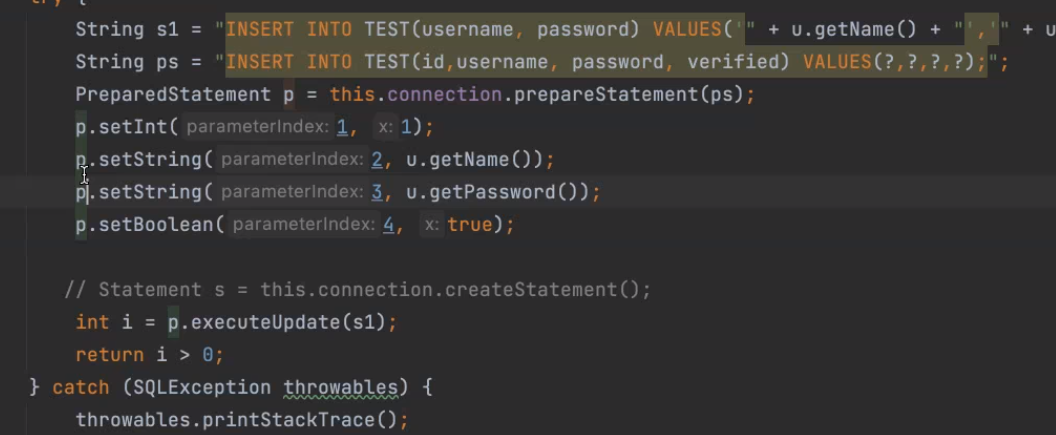 try {
String s1 = "INSERT INTO TEST(username, password) VALUES('" + u.getName() + "','" + u
String ps = "INSERT INTO TEST(id,username, password, verified) VALUES(?,?,?,?);";
PreparedStatement p = this.connection.prepareStatement(ps);
p.setInt( parameterIndex: 1, x: 1);
p.setString( parameterIndex: 2, u.getName());
p.setString( parameterIndex: 3, u.getPassword());
p.setBoolean( parameterIndex: 4, x: true);
// Statement s = this.connection.createStatement();
int i = p.executeUpdate(s1);
return i > 0;
} catch (SQLException throwables) {
throwables.printStackTrace();